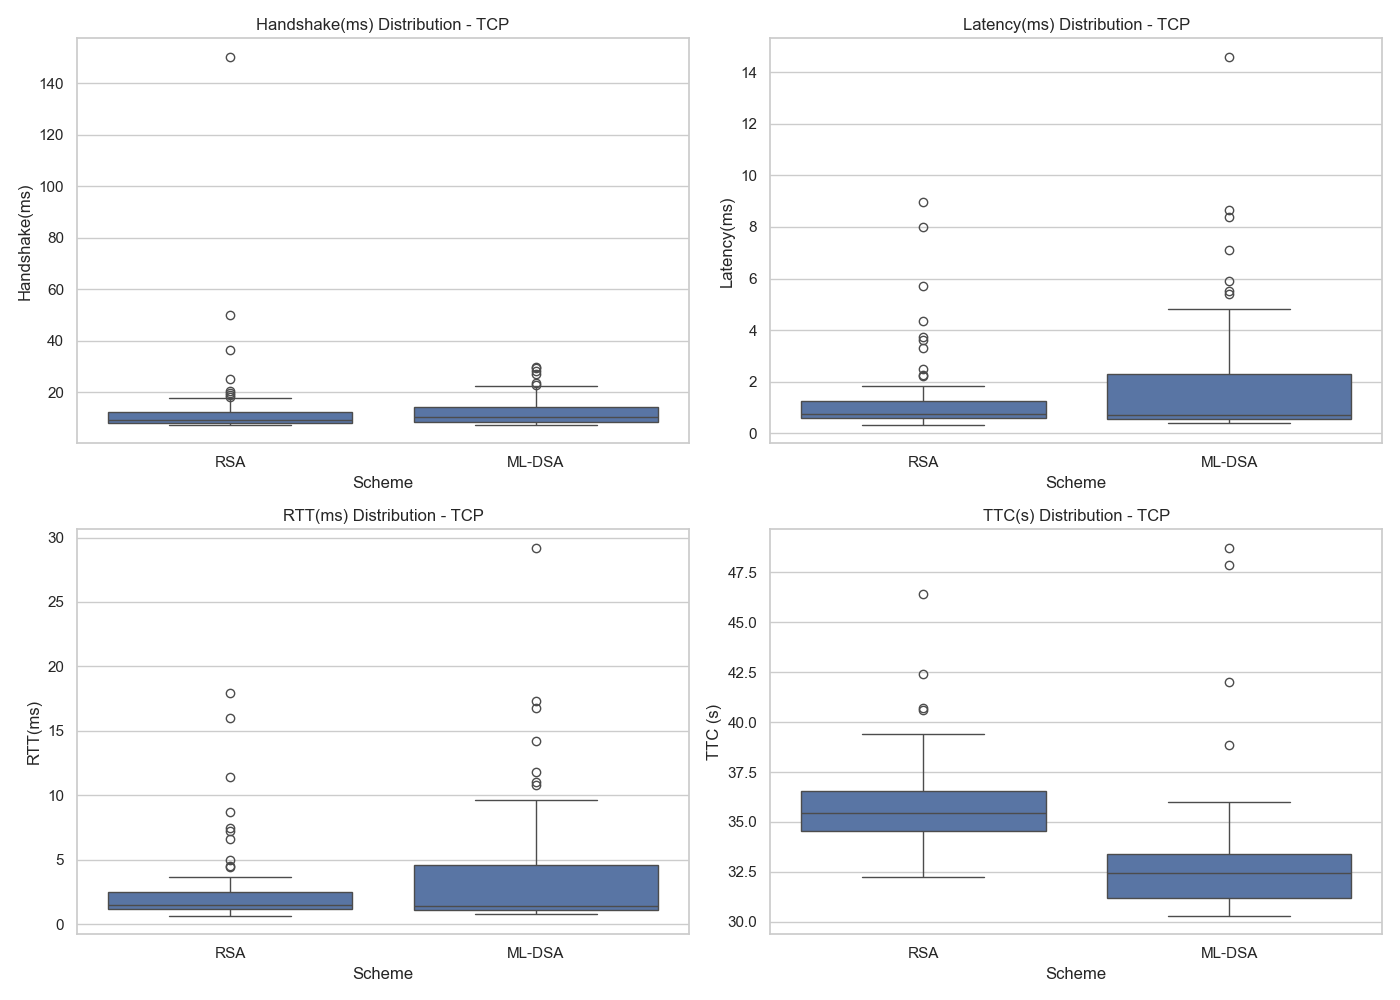 Handshake(ms) Distribution - TCP
Handshake(ms)
140
120
100
80
60
40
20
RSA
ML-DSA
Scheme
Latency(ms) Distribution - TCP
Latency(ms)
14
12
10
8
6
4
2
0
RSA
ML-DSA
Scheme
RTT(ms) Distribution - TCP
RTT(ms)
30
25
20
15
10
5
0
RSA
ML-DSA
Scheme
TTC(s) Distribution - TCP
TTC (s)
47.5
45.0
42.5
40.0
37.5
35.0
32.5
30.0
RSA
ML-DSA
Scheme